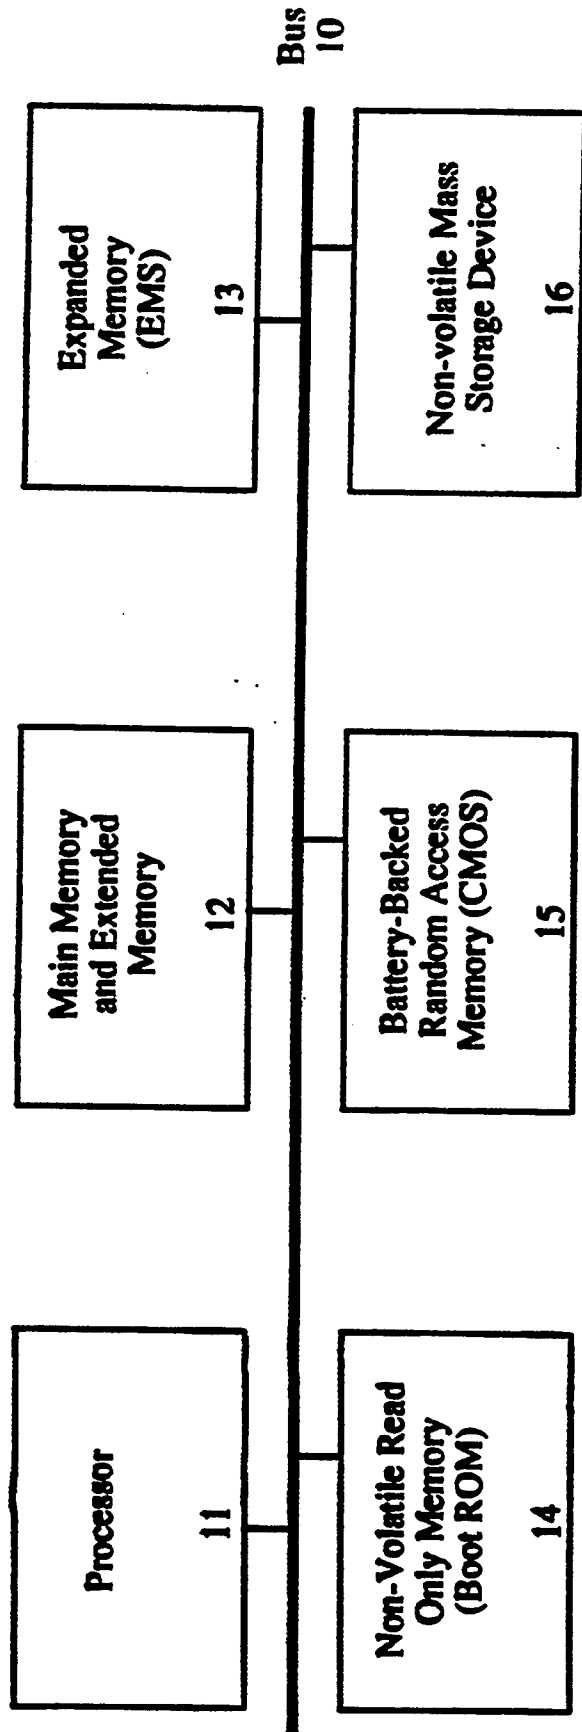 Processor
11
Main Memory
and Extended
Memory
12
Expanded
Memory
(EMS)
13
Bus
10
Non-Volatile Read
Only Memory
(Boot ROM)
14
Battery-Backed
Random Access
Memory (CMOS)
15
Non-volatile Mass
Storage Device
16